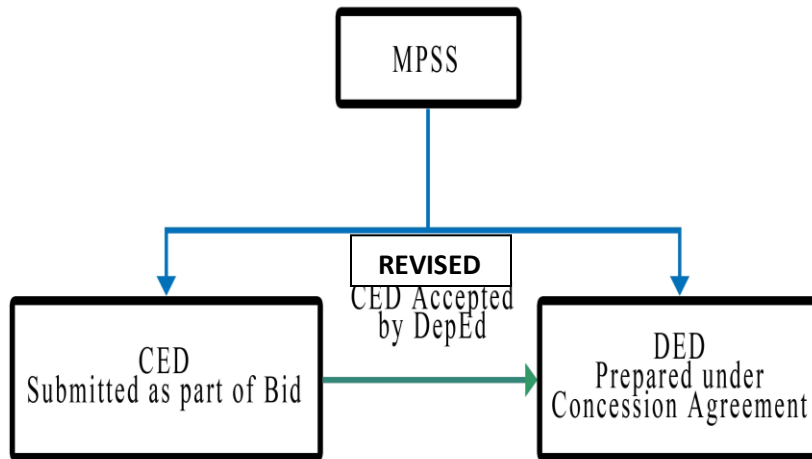 MPSS
REVISED
CED Accepted
by DepEd
CED
Submitted as part of Bid
DED
Prepared under
Concession Agreement